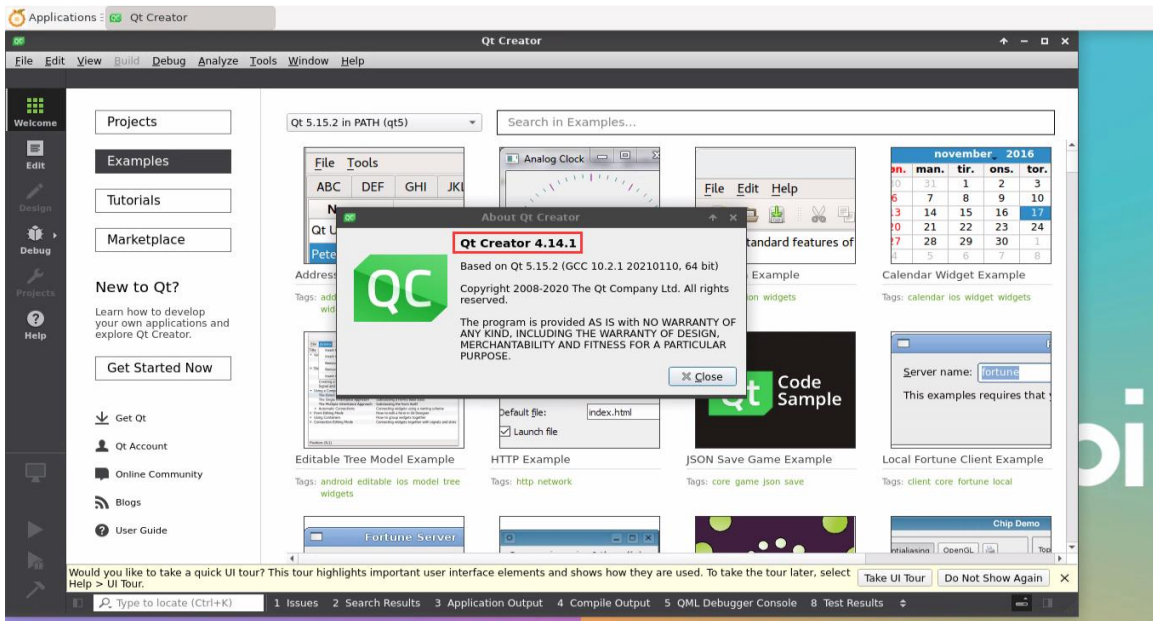 Applications
Qt Creator
Qt Creator
File Edit View Build Debug Analyze Tools Window Help
Welcome
Edit
Design
Debug
Projects
Help
Projects
Examples
Tutorials
Marketplace
New to Qt?
Learn how to develop
your own applications and
explore Qt Creator.
Get Started Now
Get Qt
Qt Account
Online Community
Blogs
User Guide
Qt 5.15.2 in PATH (qt5)
Search in Examples...
File Tools
ABC DEF GHI JKL
N
Qt U
Pete
Address
Tags: add
wid
Analog Clock
File Edit Help
tandard features of
Example
on widgets
november 2016
man. tir. ons. tor.
31 1 2 3
6 7 8 9 10
14 15 16 17
21 22 23 24
28 29 30 1
4 5 6 7 8
Calendar Widget Example
Tags: calendar ios widget widgets
About Qt Creator
QC
Qt Creator 4.14.1
Based on Qt 5.15.2 (GCC 10.2.1 20210110, 64 bit)
Copyright 2008-2020 The Qt Company Ltd. All rights
reserved.
The program is provided AS IS with NO WARRANTY OF
ANY KIND, INCLUDING THE WARRANTY OF DESIGN,
MERCHANTABILITY AND FITNESS FOR A PARTICULAR
PURPOSE.
Close
Editable Tree Model Example
Tags: android editable ios model tree
widgets
Default file: index.html
Launch file
HTTP Example
Tags: http network
Qt Code
Sample
JSON Save Game Example
Tags: core game json save
Server name: fortune
This examples requires that y
Local Fortune Client Example
Tags: client core fortune local
Fortune Server
Chip Demo
OpenGL
Top
pi
Would you like to take a quick UI tour? This tour highlights important user interface elements and shows how they are used. To take the tour later, select
Help > UI Tour.
Take UI Tour
Do Not Show Again
Type to locate (Ctrl+K)
1 Issues 2 Search Results 3 Application Output 4 Compile Output 5 QML Debugger Console 8 Test Results